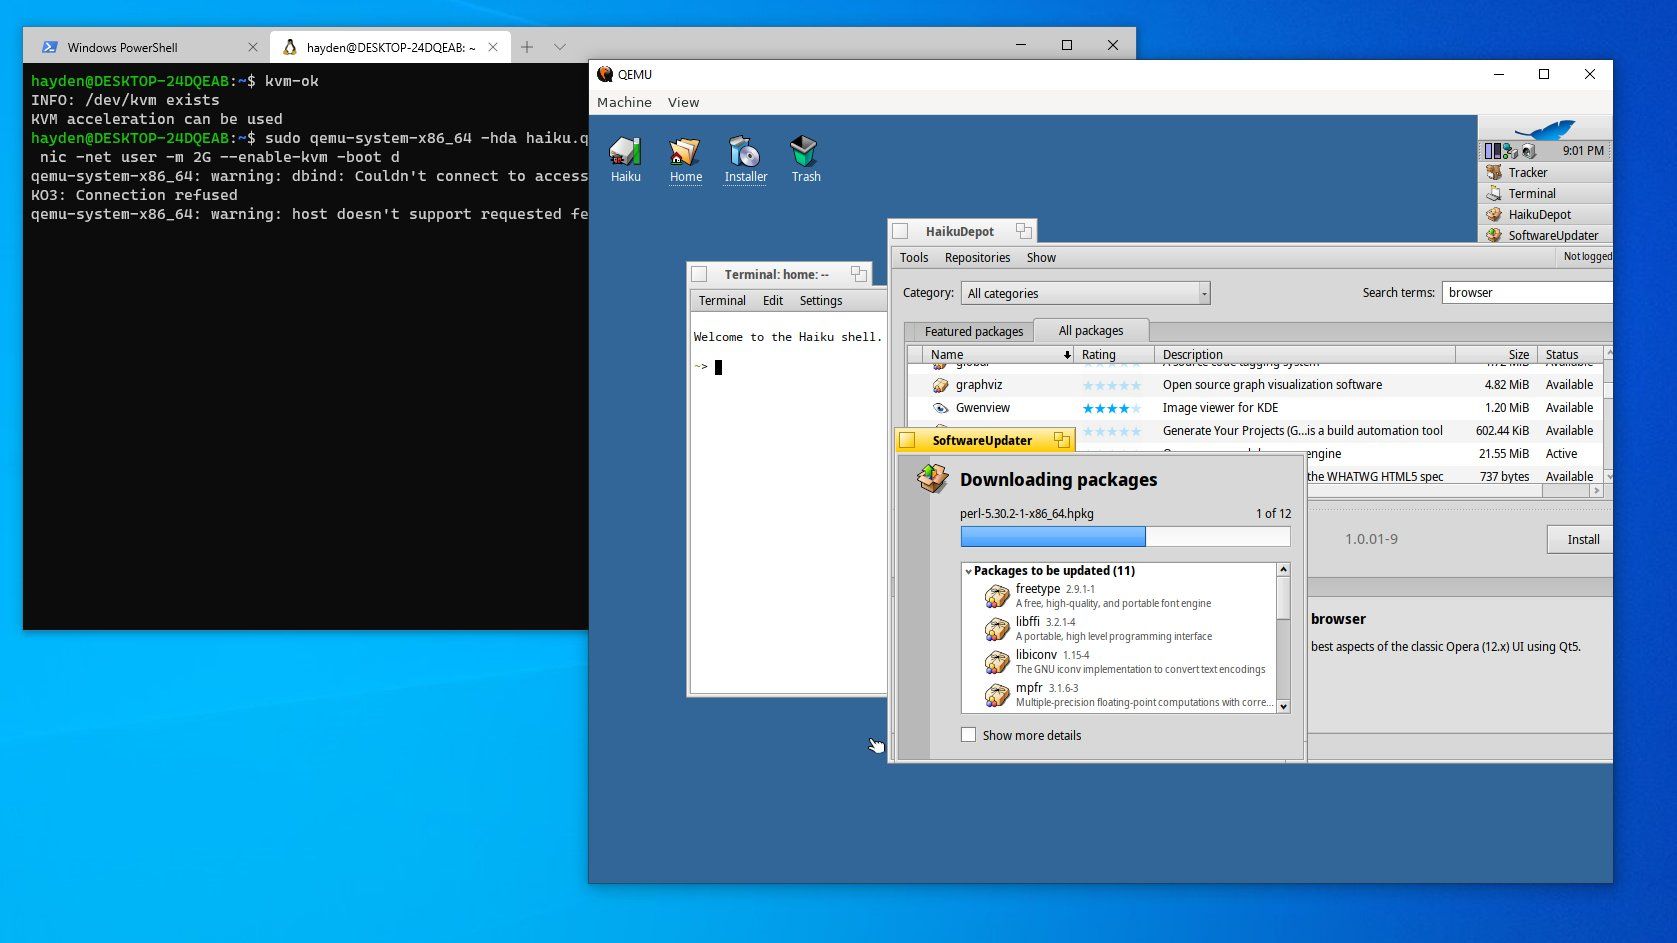 Windows PowerShell
hayden@DESKTOP-24DQEAB: ~
hayden@DESKTOP-24DQEAB:~$ kvm-ok
INFO: /dev/kvm exists
KVM acceleration can be used
hayden@DESKTOP-24DQEAB:~$ sudo qemu-system-x86_64 -hda haiku.q
nic -net user -m 2G --enable-kvm -boot d
qemu-system-x86_64: warning: dbind: Couldn't connect to access
KO3: Connection refused
qemu-system-x86_64: warning: host doesn't support requested fe
QEMU
Machine View
Haiku
Home
Installer
Trash
9:01 PM
Tracker
Terminal
HaikuDepot
SoftwareUpdater
Terminal: home: --
Terminal Edit Settings
Welcome to the Haiku shell.
~>
HaikuDepot
Tools Repositories Show
Not logged
Category: All categories
Search terms: browser
Featured packages All packages
Name Rating Description Size Status
global A source code tagging system 1.72 MiB Available
graphviz Open source graph visualization software 4.82 MiB Available
Gwenview Image viewer for KDE 1.20 MiB Available
Generate Your Projects (G...is a build automation tool 602.44 KiB Available
engine 21.55 MiB Active
the WHATWG HTML5 spec 737 bytes Available
1.0.01-9
Install
browser
best aspects of the classic Opera (12.x) UI using Qt5.
SoftwareUpdater
Downloading packages
perl-5.30.2-1-x86_64.hpkg 1 of 12
Packages to be updated (11)
freetype 2.9.1-1
A free, high-quality, and portable font engine
libffi 3.2.1-4
A portable, high level programming interface
libiconv 1.15-4
The GNU iconv implementation to convert text encodings
mpfr 3.1.6-3
Multiple-precision floating-point computations with corre...
Show more details